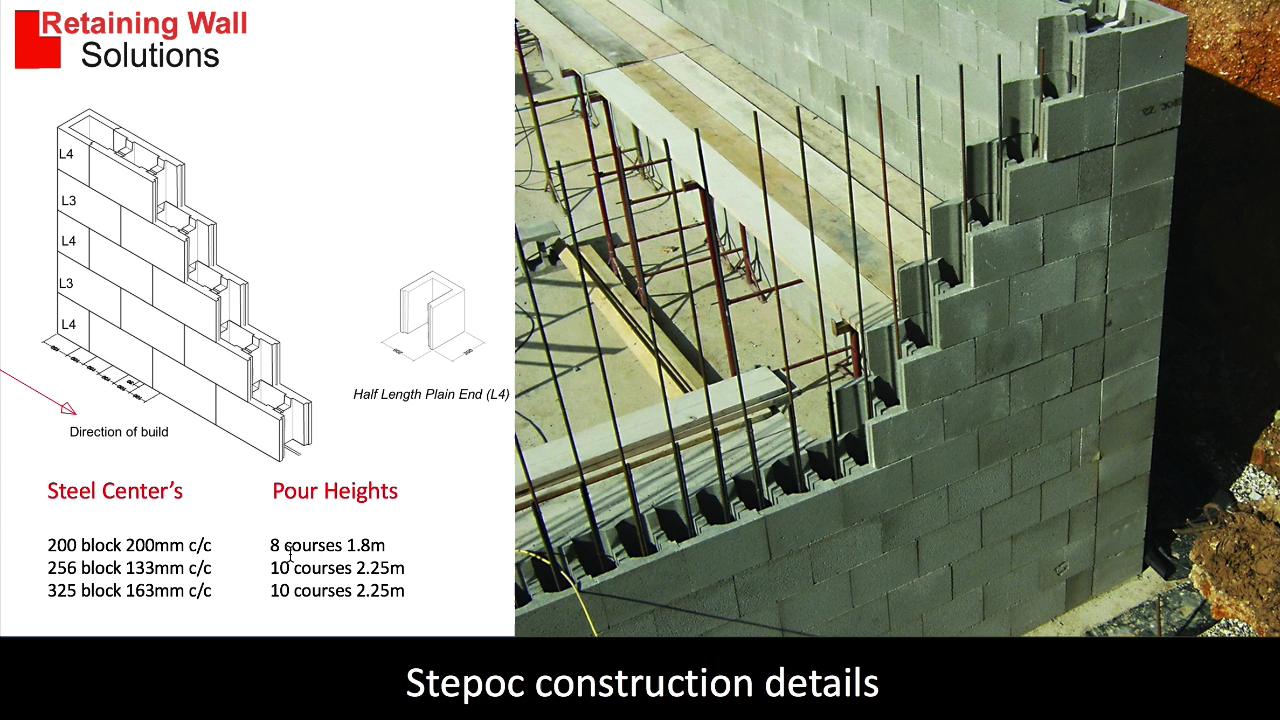 Retaining Wall
Solutions
L4
L3
L4
L3
L4
Direction of build
Half Length Plain End (L4)
Steel Center's
Pour Heights
200 block 200mm c/c
8 courses 1.8m
256 block 133mm c/c
10 courses 2.25m
325 block 163mm c/c
10 courses 2.25m
Stepoc construction details